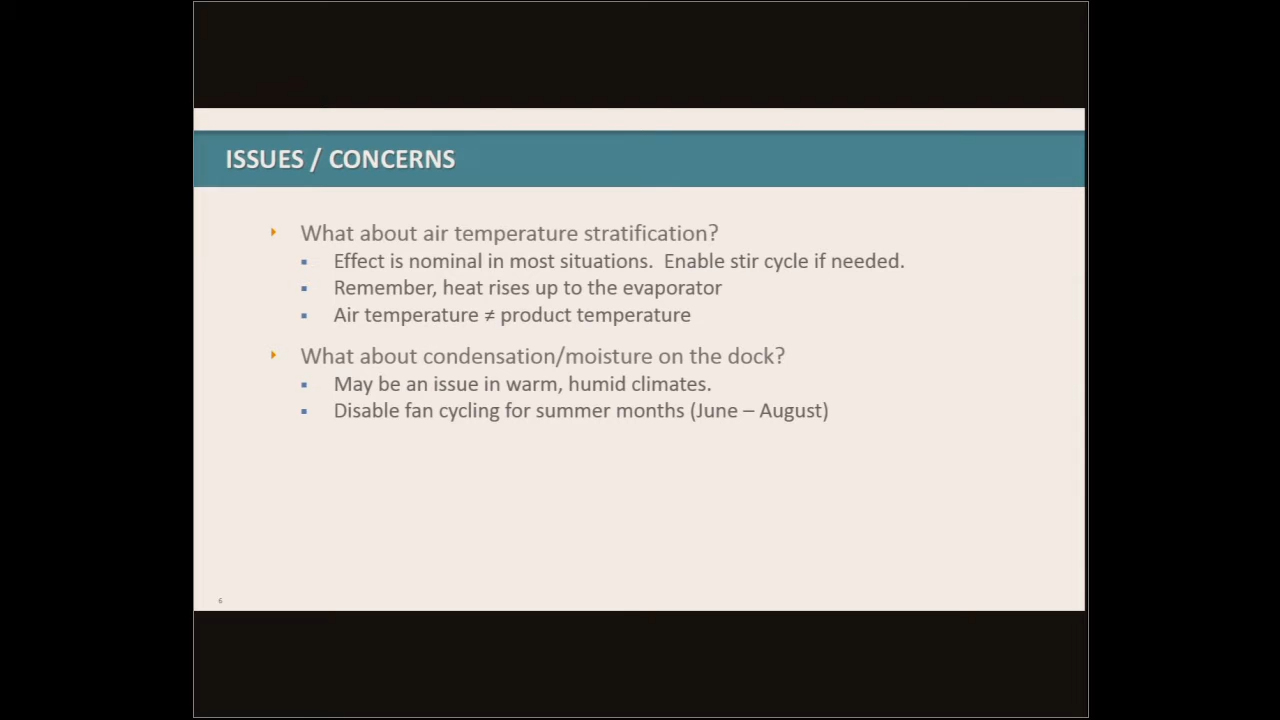 ISSUES / CONCERNS
What about air temperature stratification?
Effect is nominal in most situations.  Enable stir cycle if needed.
Remember, heat rises up to the evaporator
Air temperature ≠ product temperature
What about condensation/moisture on the dock?
May be an issue in warm, humid climates.
Disable fan cycling for summer months (June – August)
6